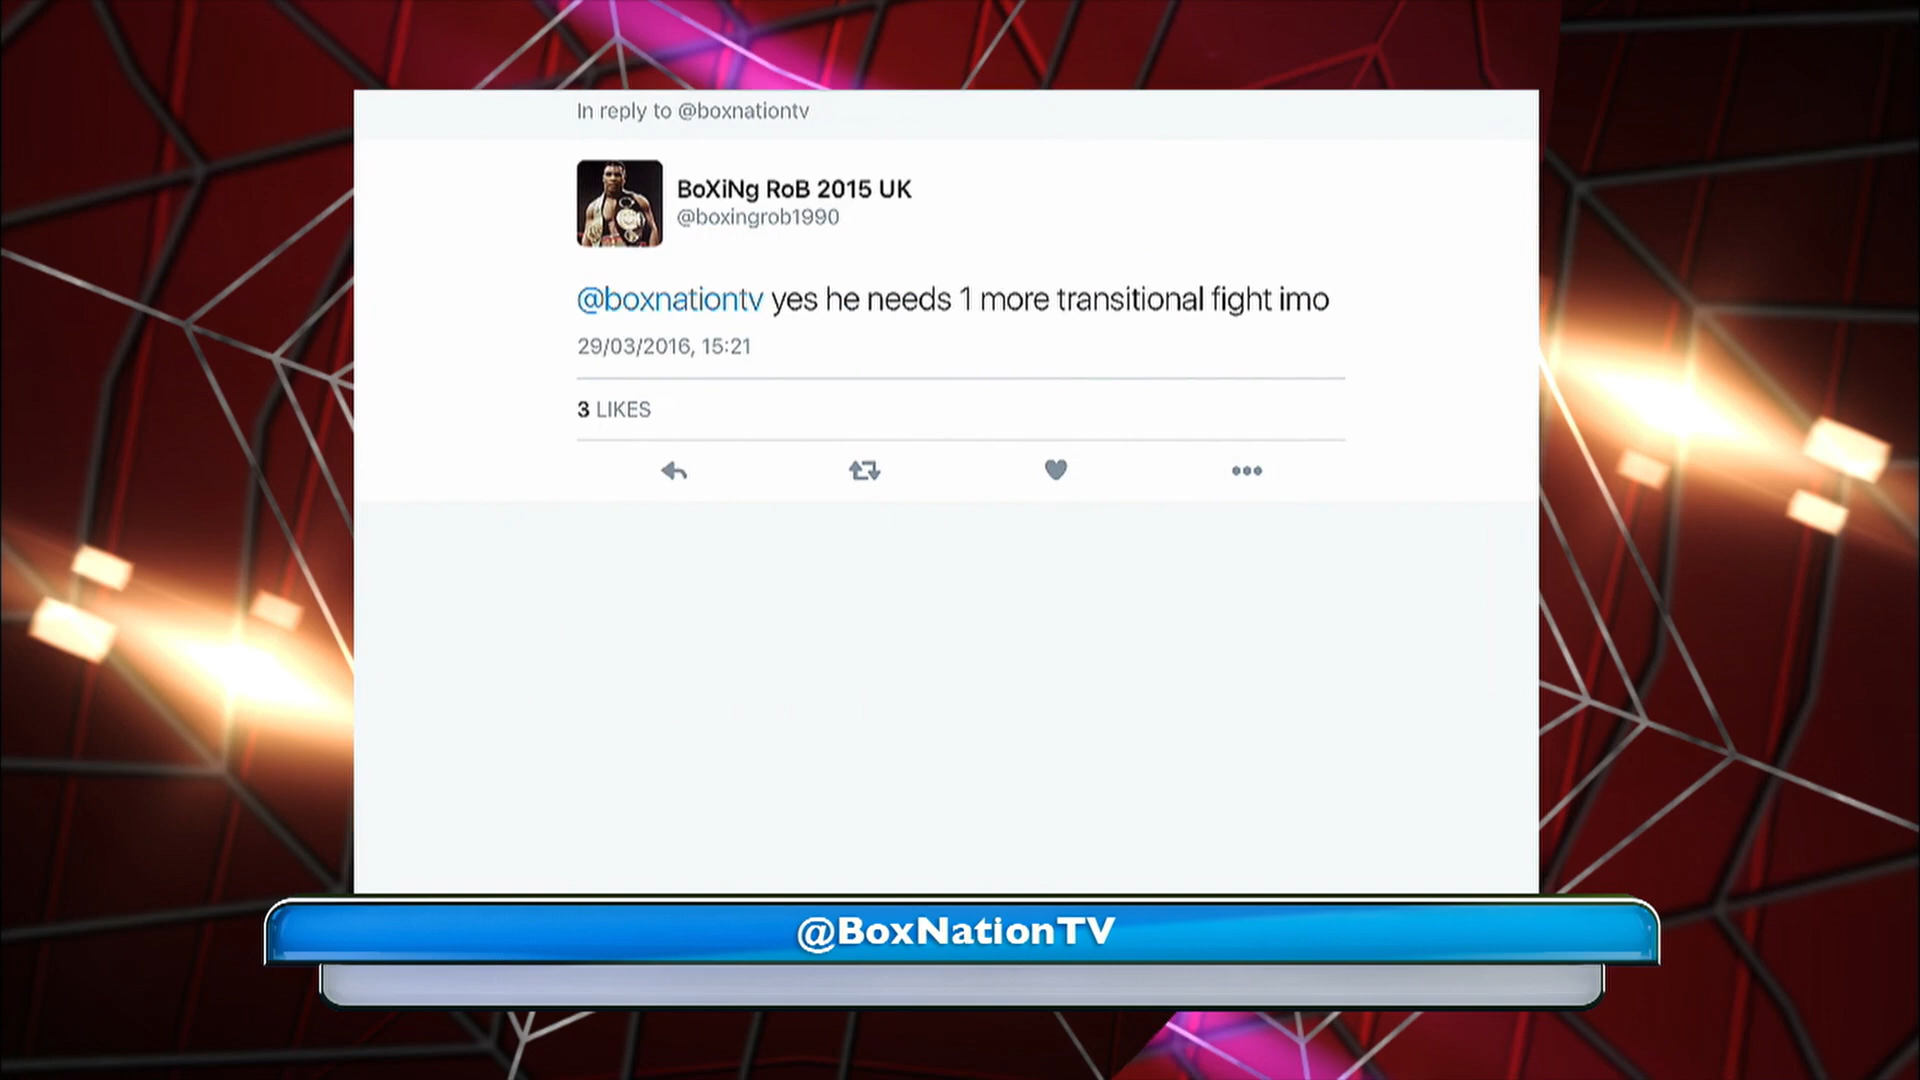 In reply to @boxnationtv
BoXiNg RoB 2015 UK
@boxingrob1990
@boxnationtv yes he needs 1 more transitional fight imo
29/03/2016, 15:21
3 LIKES
@BoxNationTV